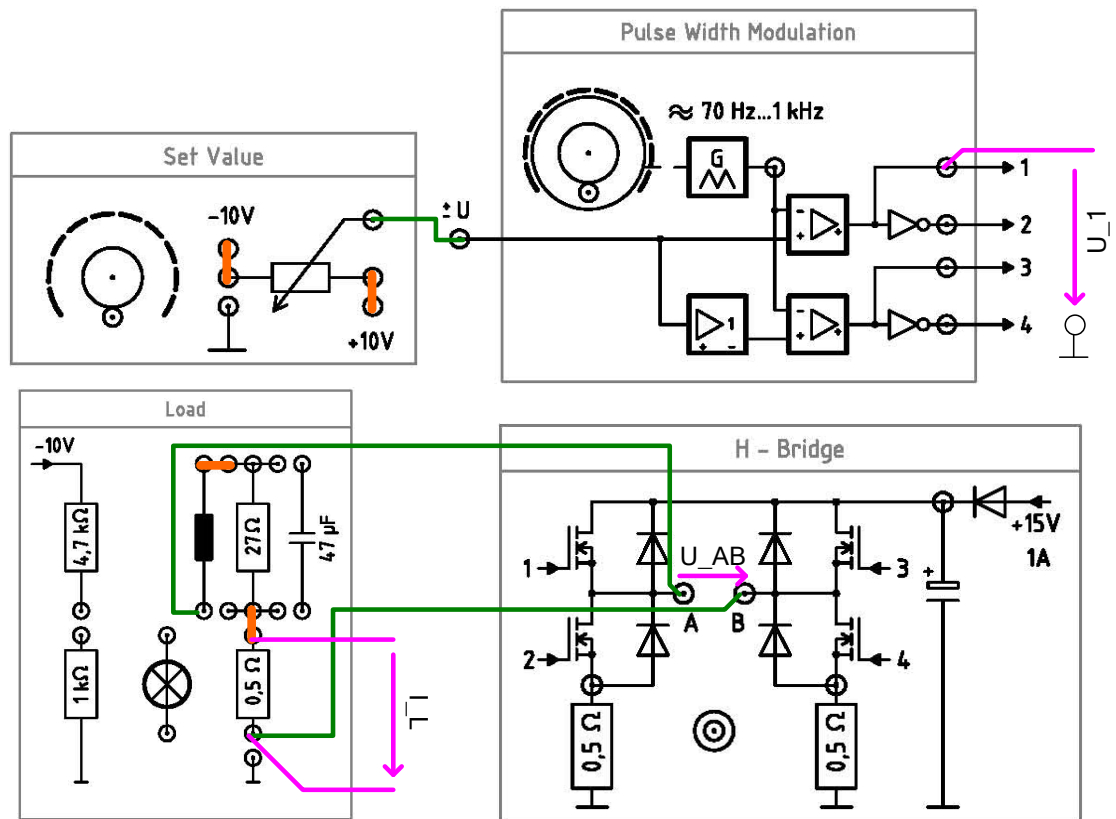 Pulse Width Modulation
≈ 70 Hz...1 kHz
G
1
2
3
4
U_1
- +
+ -
1
- +
Set Value
-10V
+10V
± U
Load
-10V
4,7 kΩ
27Ω
47 µF
1 kΩ
0,5 Ω
I_L
H - Bridge
+15V
1A
1
2
3
4
U_AB
A
B
+
0,5 Ω
0,5 Ω